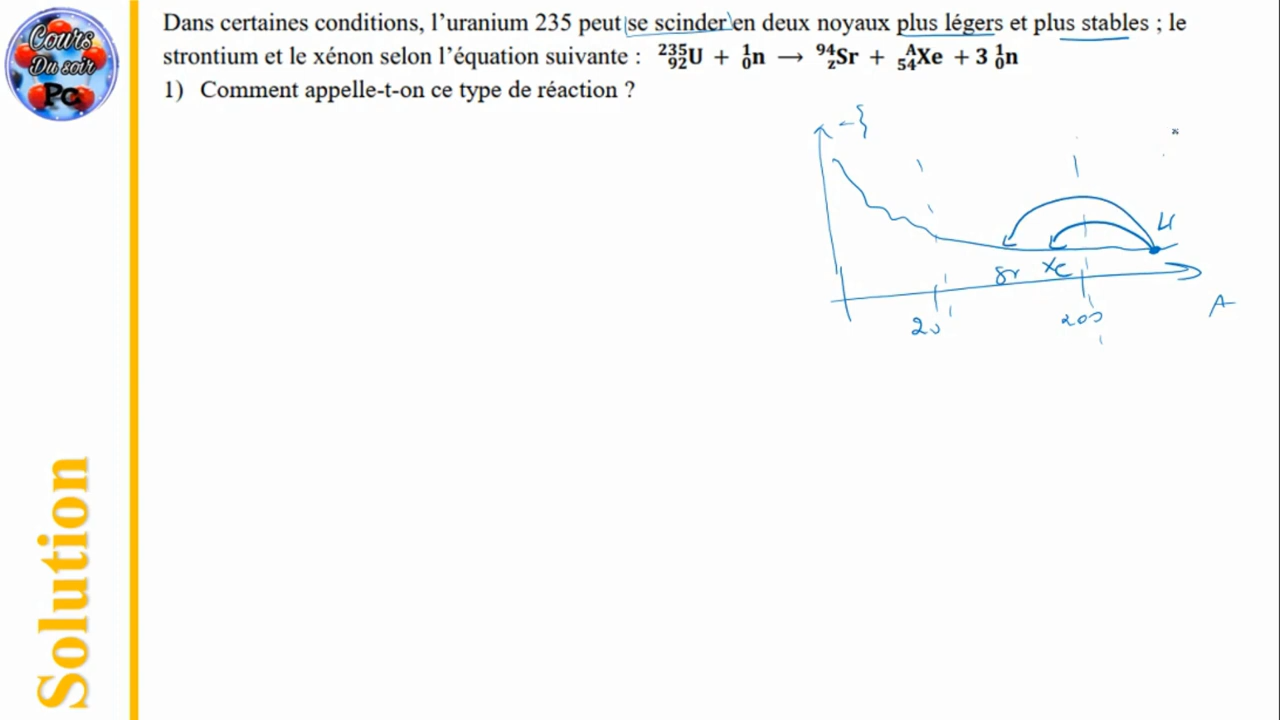 Cours
Du soir
PC
Dans certaines conditions, l’uranium 235 peut se scinder en deux noyaux plus légers et plus stables ; le
strontium et le xénon selon l’équation suivante : ²³⁵₉₂U + ¹₀n → ⁹⁴zSr + ᴬ₅₄Xe + 3 ¹₀n
1) Comment appelle-t-on ce type de réaction ?
U
Sr Xe
A
20 200
Solution